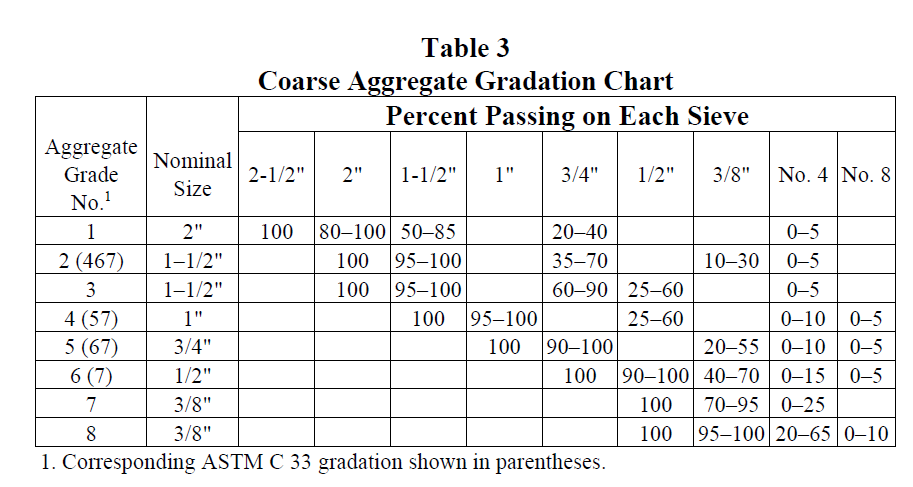 Table 3
Coarse Aggregate Gradation Chart
Percent Passing on Each Sieve
Aggregate Grade No.1 Nominal Size 2-1/2" 2" 1-1/2" 1" 3/4" 1/2" 3/8" No. 4 No. 8
1 2" 100 80–100 50–85 20–40 0–5
2 (467) 1–1/2" 100 95–100 35–70 10–30 0–5
3 1–1/2" 100 95–100 60–90 25–60 0–5
4 (57) 1" 100 95–100 25–60 0–10 0–5
5 (67) 3/4" 100 90–100 20–55 0–10 0–5
6 (7) 1/2" 100 90–100 40–70 0–15 0–5
7 3/8" 100 70–95 0–25
8 3/8" 100 95–100 20–65 0–10
1. Corresponding ASTM C 33 gradation shown in parentheses.